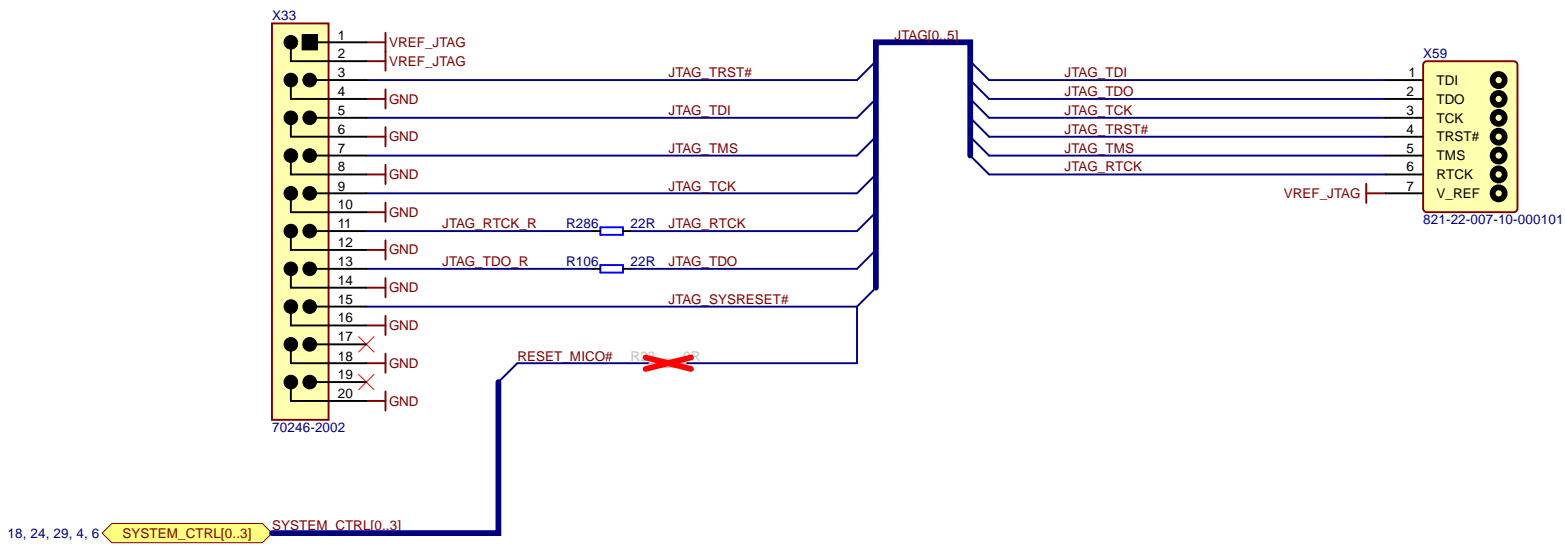 X33
JTAG[0..5]
X59
1 VREF_JTAG
2 VREF_JTAG
3 JTAG_TRST#
4 GND
5 JTAG_TDI
6 GND
7 JTAG_TMS
8 GND
9 JTAG_TCK
10 GND
11 JTAG_RTCK_R R286 22R JTAG_RTCK
12 GND
13 JTAG_TDO_R R106 22R JTAG_TDO
14 GND
15 JTAG_SYSRESET#
16 GND
17
18 GND
19
20 GND
70246-2002
RESET_MICO#
JTAG_TDI 1 TDI
JTAG_TDO 2 TDO
JTAG_TCK 3 TCK
JTAG_TRST# 4 TRST#
JTAG_TMS 5 TMS
JTAG_RTCK 6 RTCK
VREF_JTAG 7 V_REF
821-22-007-10-000101
18, 24, 29, 4, 6 SYSTEM_CTRL[0..3] SYSTEM_CTRL[0..3]